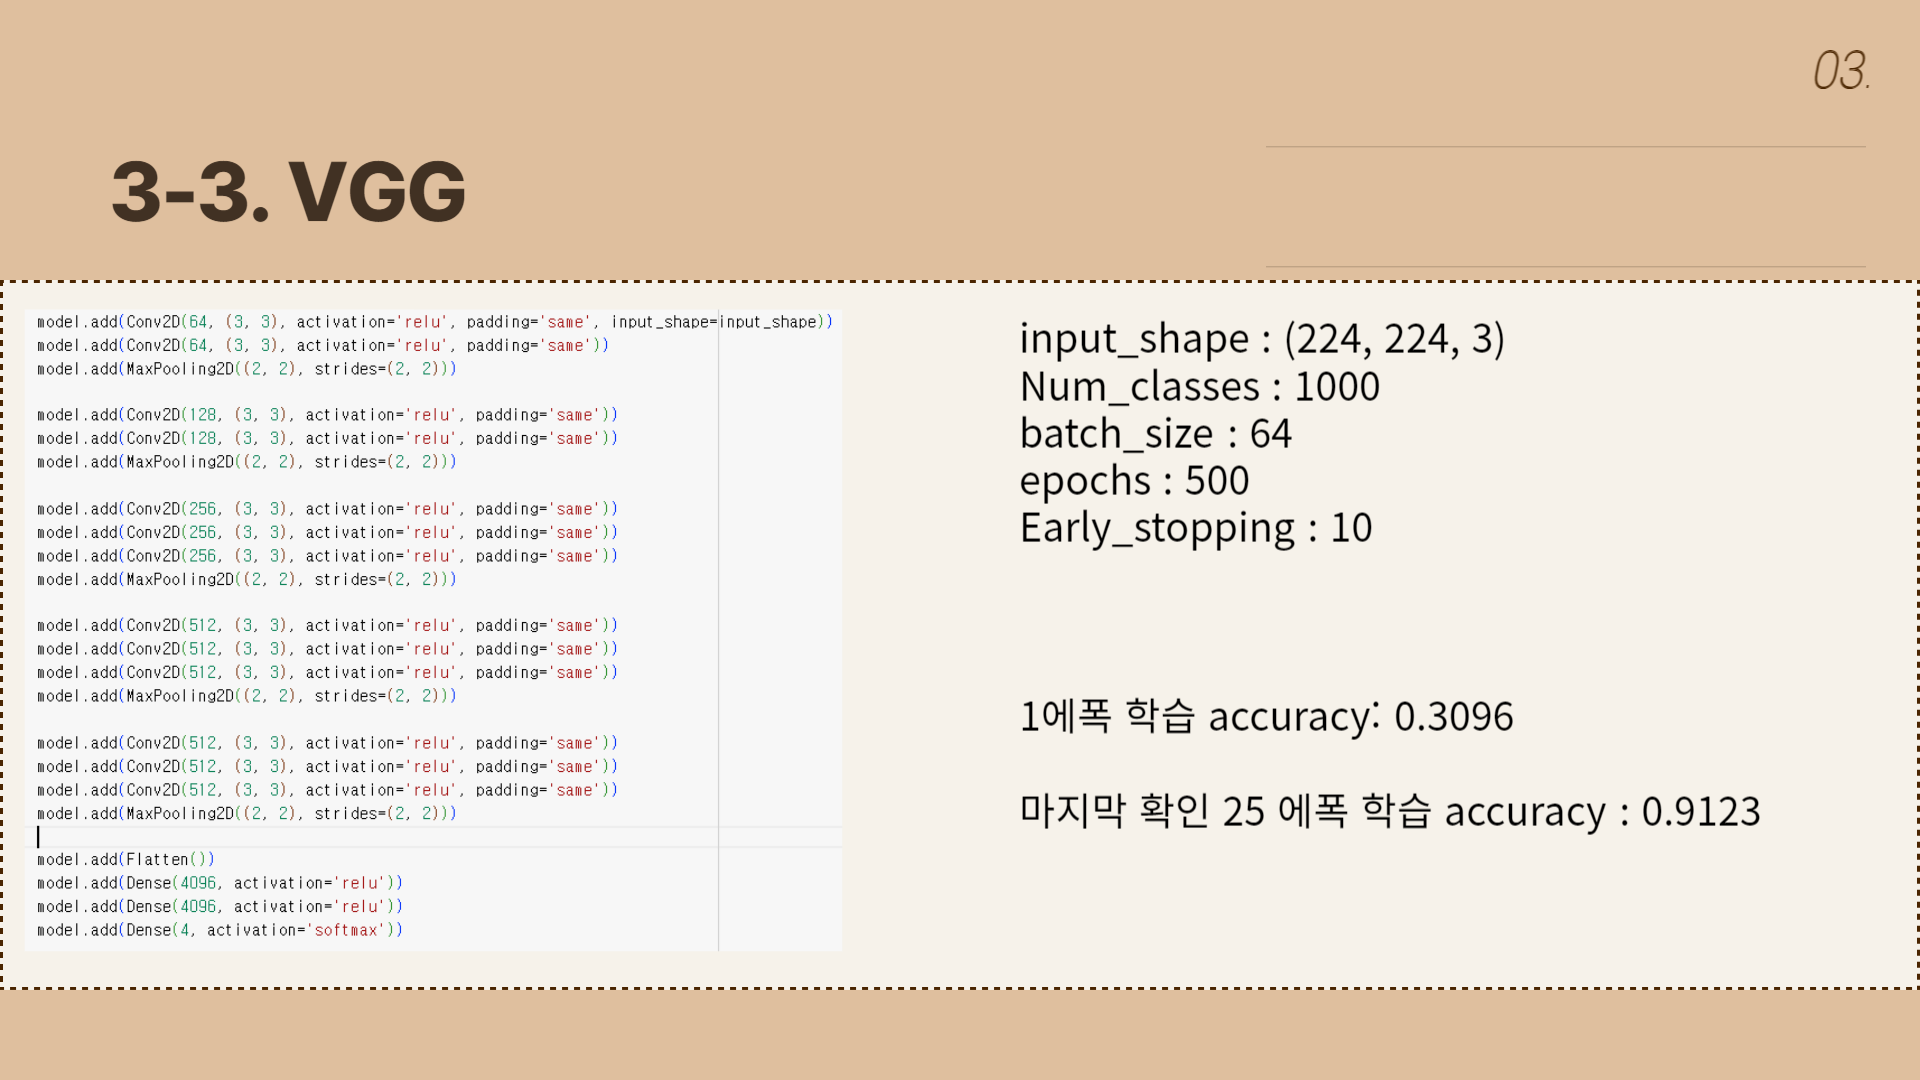 03.
3-3. VGG
model.add(Conv2D(64, (3, 3), activation='relu', padding='same', input_shape=input_shape))
model.add(Conv2D(64, (3, 3), activation='relu', padding='same'))
model.add(MaxPooling2D((2, 2), strides=(2, 2)))
model.add(Conv2D(128, (3, 3), activation='relu', padding='same'))
model.add(Conv2D(128, (3, 3), activation='relu', padding='same'))
model.add(MaxPooling2D((2, 2), strides=(2, 2)))
model.add(Conv2D(256, (3, 3), activation='relu', padding='same'))
model.add(Conv2D(256, (3, 3), activation='relu', padding='same'))
model.add(Conv2D(256, (3, 3), activation='relu', padding='same'))
model.add(MaxPooling2D((2, 2), strides=(2, 2)))
model.add(Conv2D(512, (3, 3), activation='relu', padding='same'))
model.add(Conv2D(512, (3, 3), activation='relu', padding='same'))
model.add(Conv2D(512, (3, 3), activation='relu', padding='same'))
model.add(MaxPooling2D((2, 2), strides=(2, 2)))
model.add(Conv2D(512, (3, 3), activation='relu', padding='same'))
model.add(Conv2D(512, (3, 3), activation='relu', padding='same'))
model.add(Conv2D(512, (3, 3), activation='relu', padding='same'))
model.add(MaxPooling2D((2, 2), strides=(2, 2)))
model.add(Flatten())
model.add(Dense(4096, activation='relu'))
model.add(Dense(4096, activation='relu'))
model.add(Dense(4, activation='softmax'))
input_shape : (224, 224, 3)
Num_classes : 1000
batch_size : 64
epochs : 500
Early_stopping : 10
1에폭 학습 accuracy: 0.3096
마지막 확인 25 에폭 학습 accuracy : 0.9123